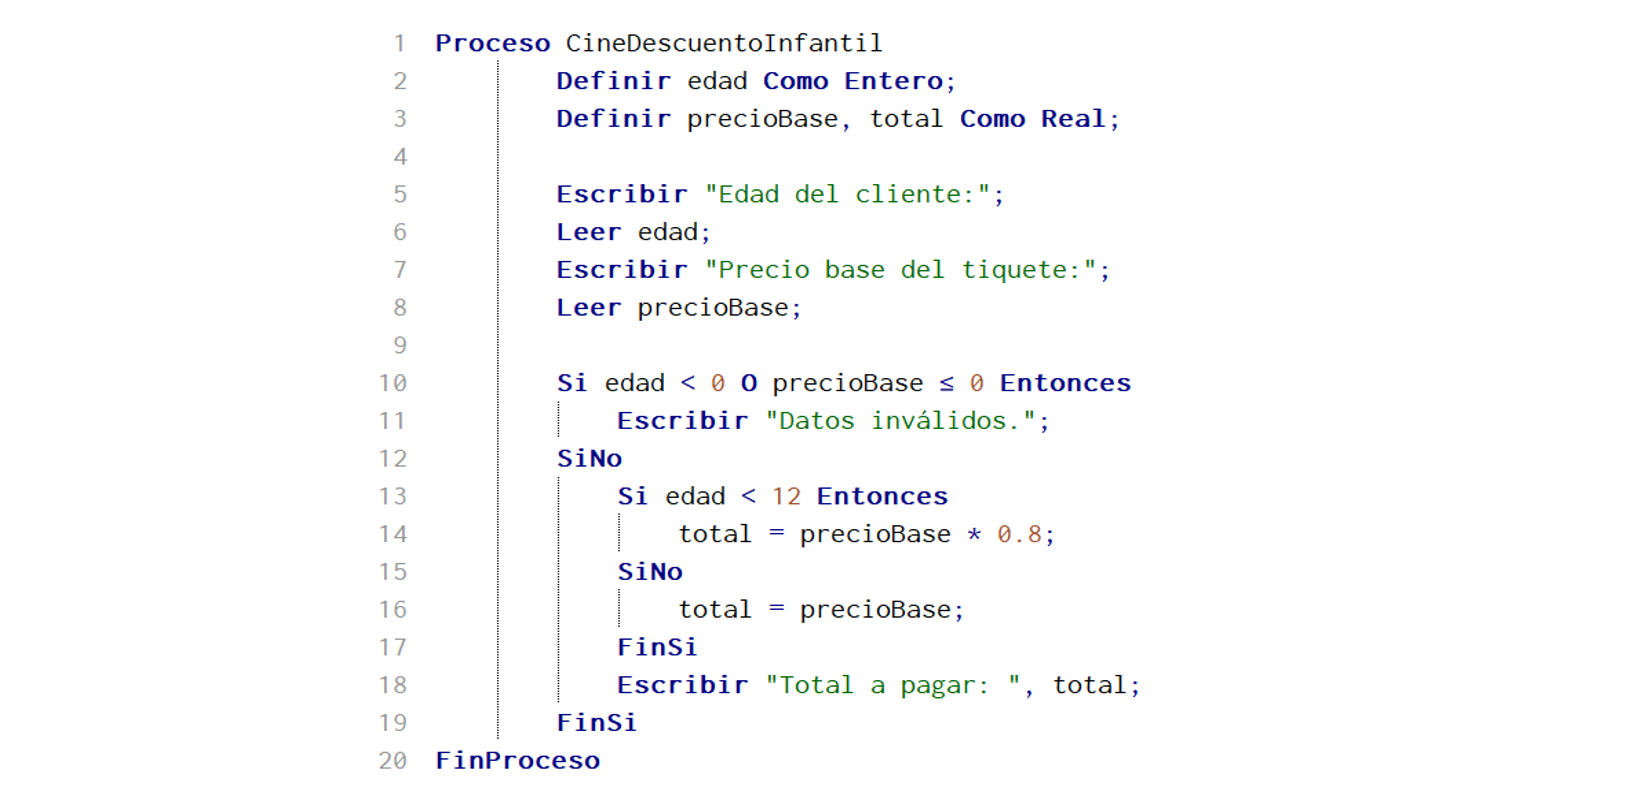 1 Proceso CineDescuentoInfantil
2 Definir edad Como Entero;
3 Definir precioBase, total Como Real;
4
5 Escribir "Edad del cliente:";
6 Leer edad;
7 Escribir "Precio base del tiquete:";
8 Leer precioBase;
9
10 Si edad < 0 O precioBase ≤ 0 Entonces
11 Escribir "Datos inválidos.";
12 SiNo
13 Si edad < 12 Entonces
14 total = precioBase * 0.8;
15 SiNo
16 total = precioBase;
17 FinSi
18 Escribir "Total a pagar: ", total;
19 FinSi
20 FinProceso